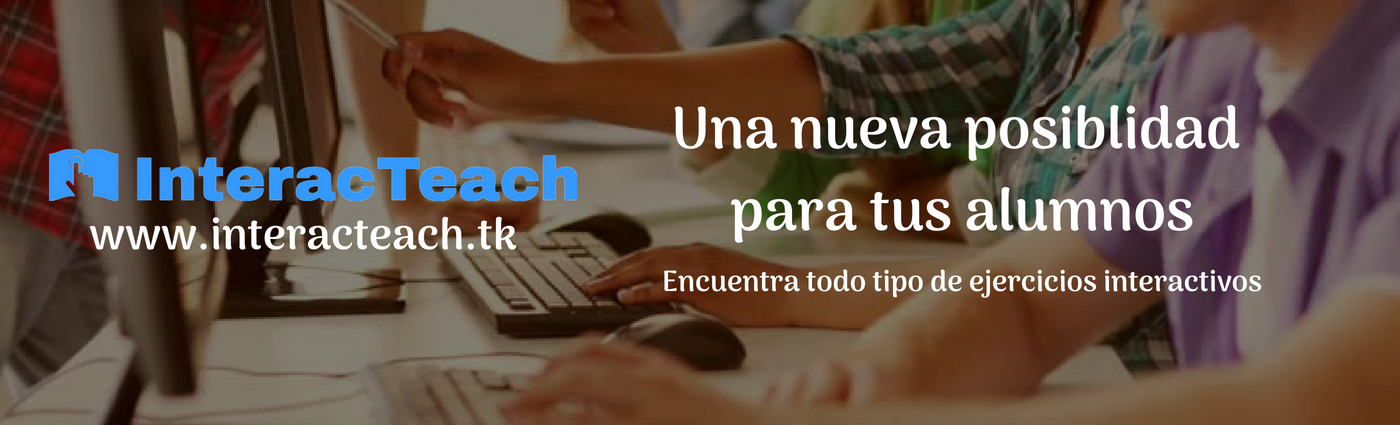 InteracTeach
www.interacteach.tk
Una nueva posiblidad
para tus alumnos
Encuentra todo tipo de ejercicios interactivos